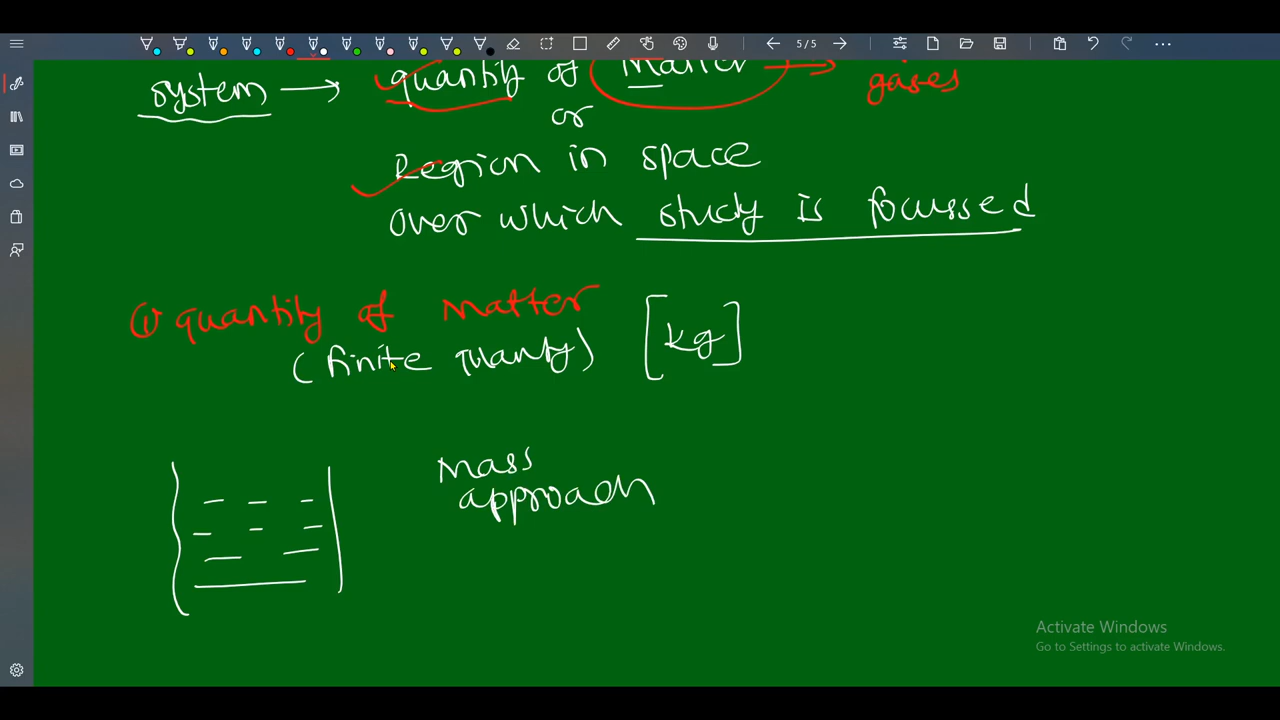 5/5
system → quantity of Matter →
gases
or
Region in space
over which study is focussed
① quantity of Matter [kg]
(finite quanty)
Mass
approach
Activate Windows
Go to Settings to activate Windows.